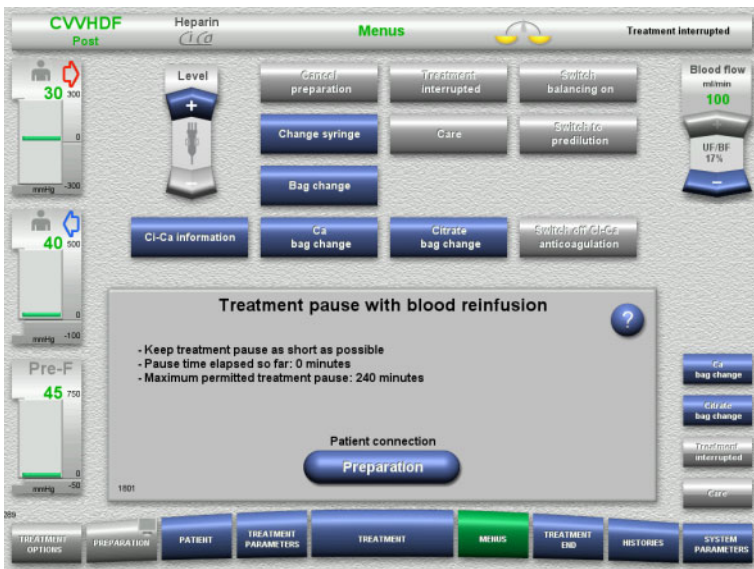 CVVHDF
Post
Heparin
Ci Ca
Menus
Treatment interrupted
30 300
0
mmHg -300
40 500
0
mmHg -100
Pre-F
45 750
0
mmHg -50
Level
+
–
Cancel
preparation
Treatment
interrupted
Switch
balancing on
Change syringe
Care
Switch to
predilution
Bag change
Ci-Ca information
Ca
bag change
Citrate
bag change
Switch off Ci-Ca
anticoagulation
Blood flow
ml/min
100
+
UF/BF
17%
–
Treatment pause with blood reinfusion
?
- Keep treatment pause as short as possible
- Pause time elapsed so far: 0 minutes
- Maximum permitted treatment pause: 240 minutes
Patient connection
Preparation
1601
Ca
bag change
Citrate
bag change
Treatment
interrupted
Care
TREATMENT
OPTIONS
PREPARATION
PATIENT
TREATMENT
PARAMETERS
TREATMENT
MENUS
TREATMENT
END
HISTORIES
SYSTEM
PARAMETERS